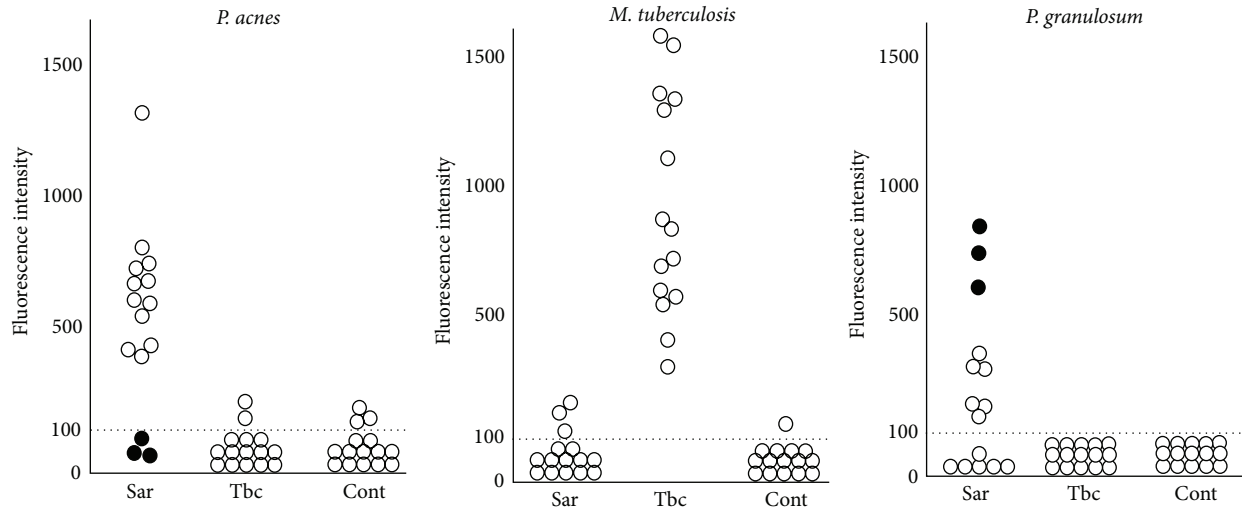 P. acnes
Fluorescence intensity
1500
1000
500
100
0
Sar
Tbc
Cont
M. tuberculosis
Fluorescence intensity
1500
1000
500
100
0
Sar
Tbc
Cont
P. granulosum
Fluorescence intensity
1500
1000
500
100
0
Sar
Tbc
Cont